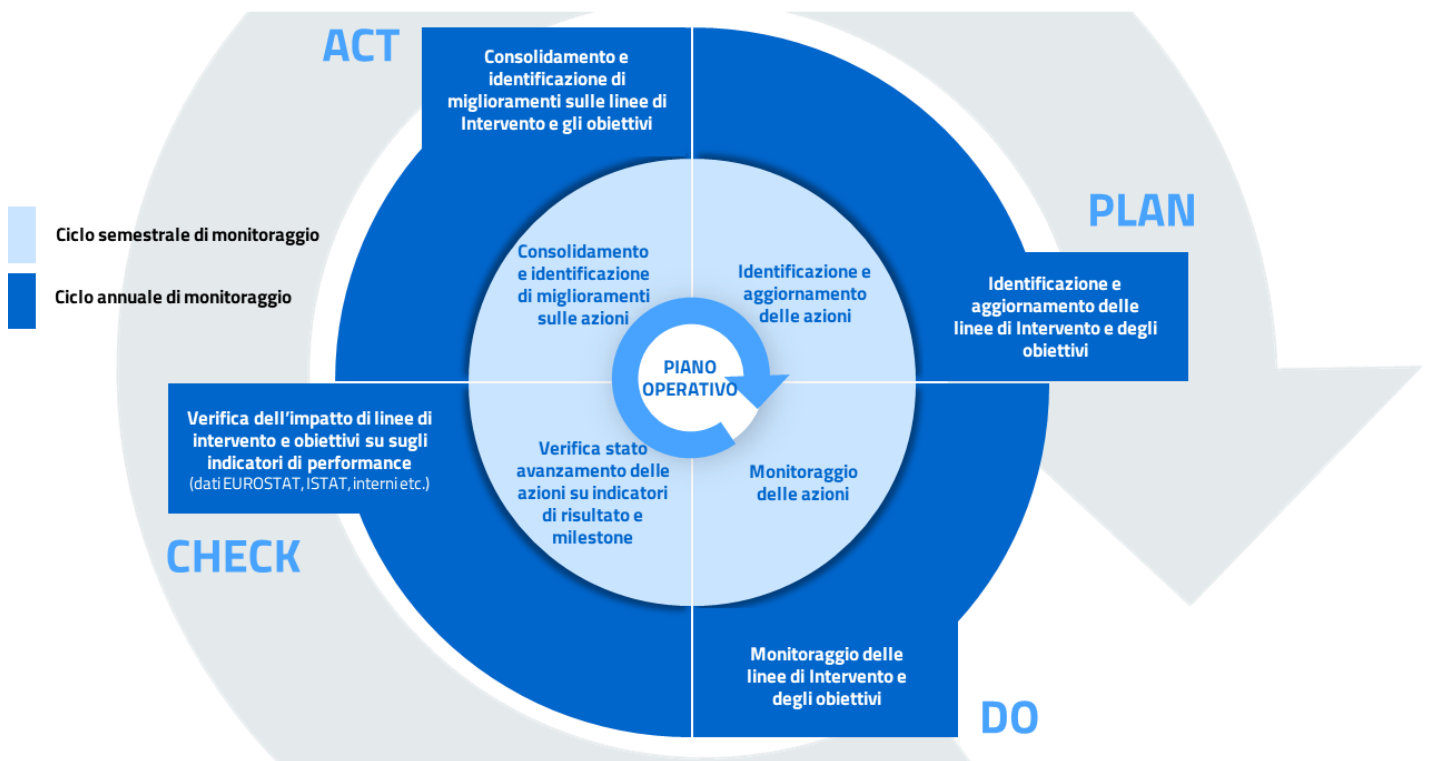 ACT
Consolidamento e
identificazione di
miglioramenti sulle linee di
Intervento e gli obiettivi
PLAN
Ciclo semestrale di monitoraggio
Ciclo annuale di monitoraggio
Consolidamento
e identificazione
di miglioramenti
sulle azioni
Identificazione e
aggiornamento
delle azioni
Identificazione e
aggiornamento delle
linee di Intervento e degli
obiettivi
PIANO
OPERATIVO
Verifica dell’impatto di linee di
intervento e obiettivi su sugli
indicatori di performance
(dati EUROSTAT, ISTAT, interni etc.)
Verifica stato
avanzamento delle
azioni su indicatori
di risultato e
milestone
Monitoraggio
delle azioni
CHECK
Monitoraggio delle
linee di Intervento e
degli obiettivi
DO